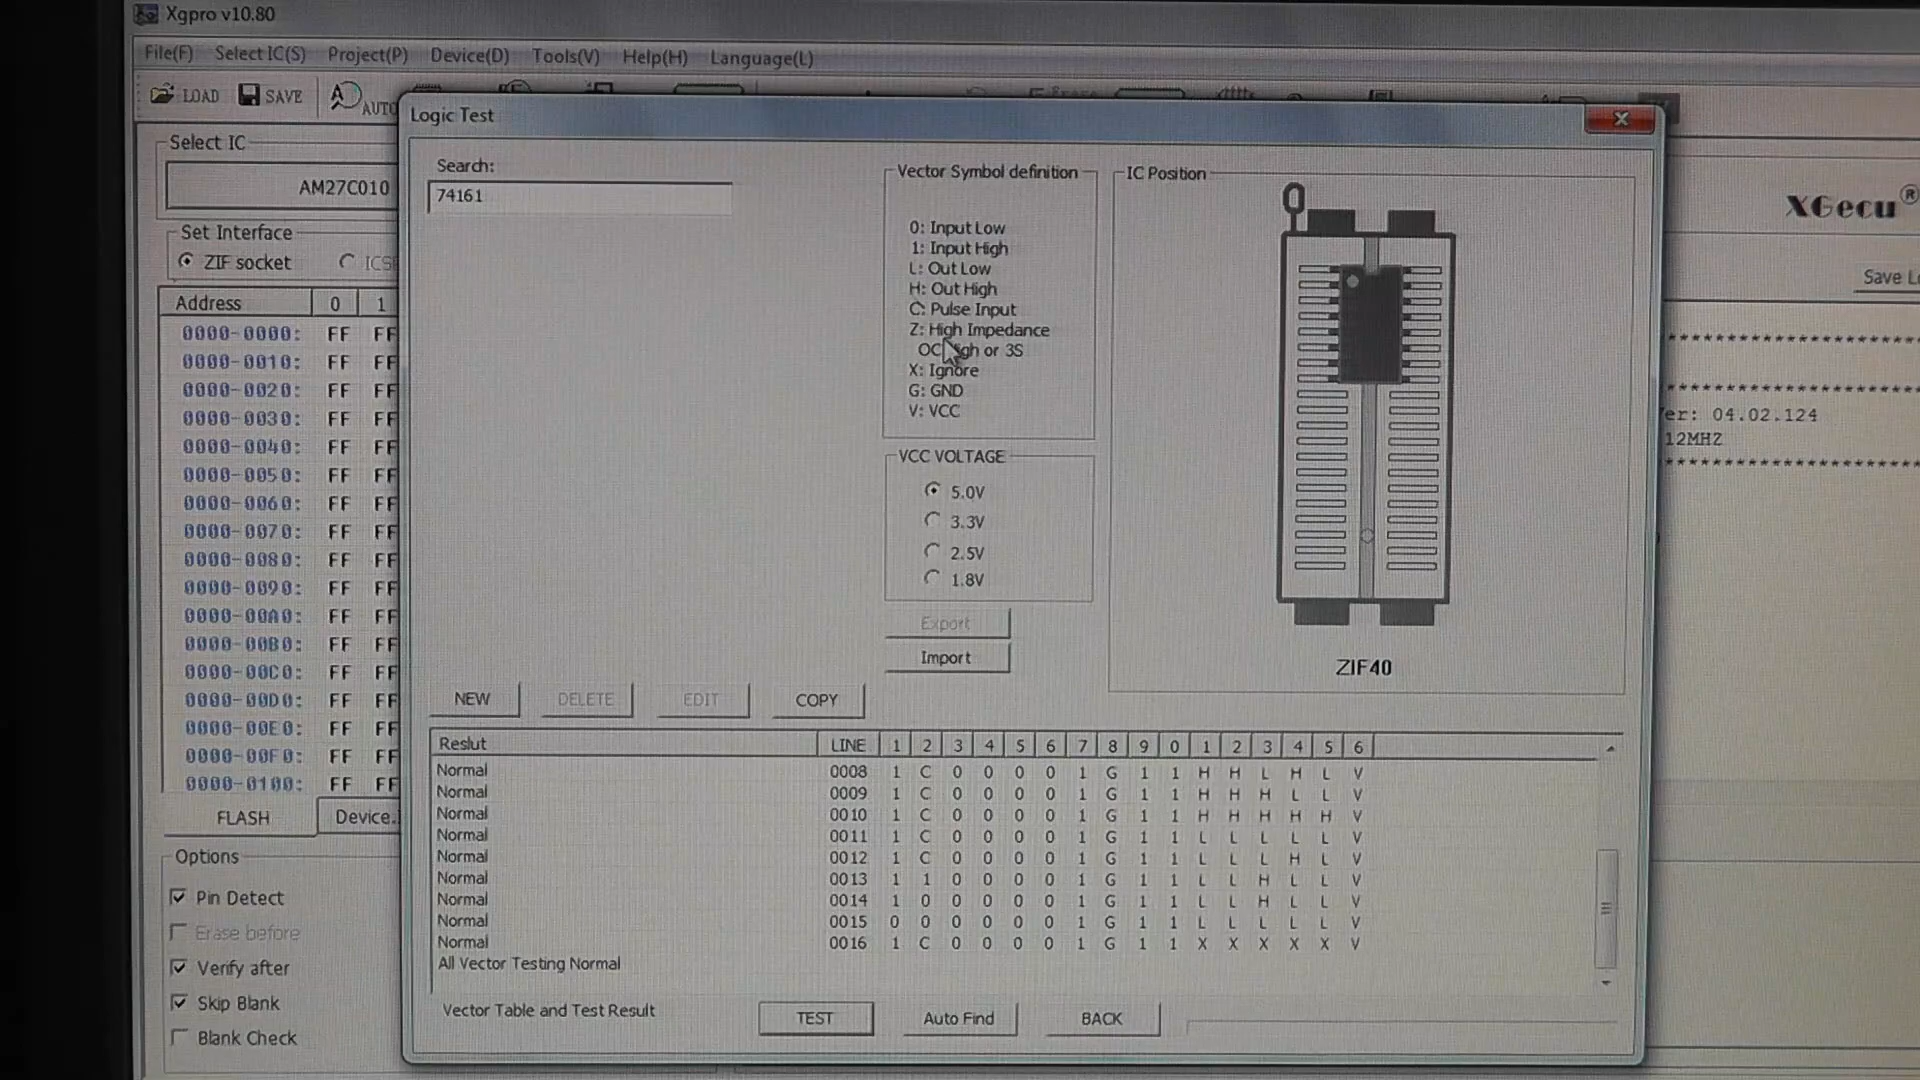 Xgpro v10.80
File(F) Select IC(S) Project(P) Device(D) Tools(V) Help(H) Language(L)
LOAD SAVE AUTO
Select IC
AM27C010
Set Interface
ZIF socket
Address 0 1
0000-0000: FF FF
0000-0010: FF FF
0000-0020: FF FF
0000-0030: FF FF
0000-0040: FF FF
0000-0050: FF FF
0000-0060: FF FF
0000-0070: FF FF
0000-0080: FF FF
0000-0090: FF FF
0000-00A0: FF FF
0000-00B0: FF FF
0000-00C0: FF FF
0000-00D0: FF FF
0000-00E0: FF FF
0000-00F0: FF FF
0000-0100: FF FF
FLASH Device.
Options
Pin Detect
Erase before
Verify after
Skip Blank
Blank Check
Logic Test
Search:
74161
Vector Symbol definition
0: Input Low
1: Input High
L: Out Low
H: Out High
C: Pulse Input
Z: High Impedance
or 3S
X: Ignore
G: GND
V: VCC
VCC VOLTAGE
5.0V
3.3V
2.5V
1.8V
Export
Import
IC Position
ZIF40
NEW DELETE EDIT COPY
Reslut LINE 1 2 3 4 5 6 7 8 9 0 1 2 3 4 5 6
Normal 0008 1 C 0 0 0 0 1 G 1 1 H H L H L V
Normal 0009 1 C 0 0 0 0 1 G 1 1 H H H L L V
Normal 0010 1 C 0 0 0 0 1 G 1 1 H H H H H V
Normal 0011 1 C 0 0 0 0 1 G 1 1 L L L L L V
Normal 0012 1 C 0 0 0 0 1 G 1 1 L L L H L V
Normal 0013 1 1 0 0 0 0 1 G 1 1 L L H L L V
Normal 0014 1 0 0 0 0 0 1 G 1 1 L L H L L V
Normal 0015 0 0 0 0 0 0 1 G 1 1 L L L L L V
Normal 0016 1 C 0 0 0 0 1 G 1 1 X X X X X V
All Vector Testing Normal
Vector Table and Test Result
TEST Auto Find BACK
XGecu®
Save
er: 04.02.124
12MHZ